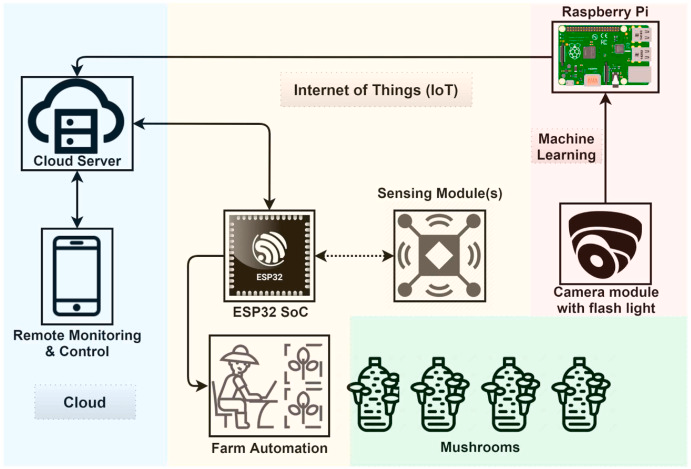 Raspberry Pi
Internet of Things (IoT)
Machine
Learning
Cloud Server
Sensing Module(s)
ESP32
ESP32 SoC
Camera module
with flash light
Remote Monitoring
& Control
Cloud
Farm Automation
Mushrooms